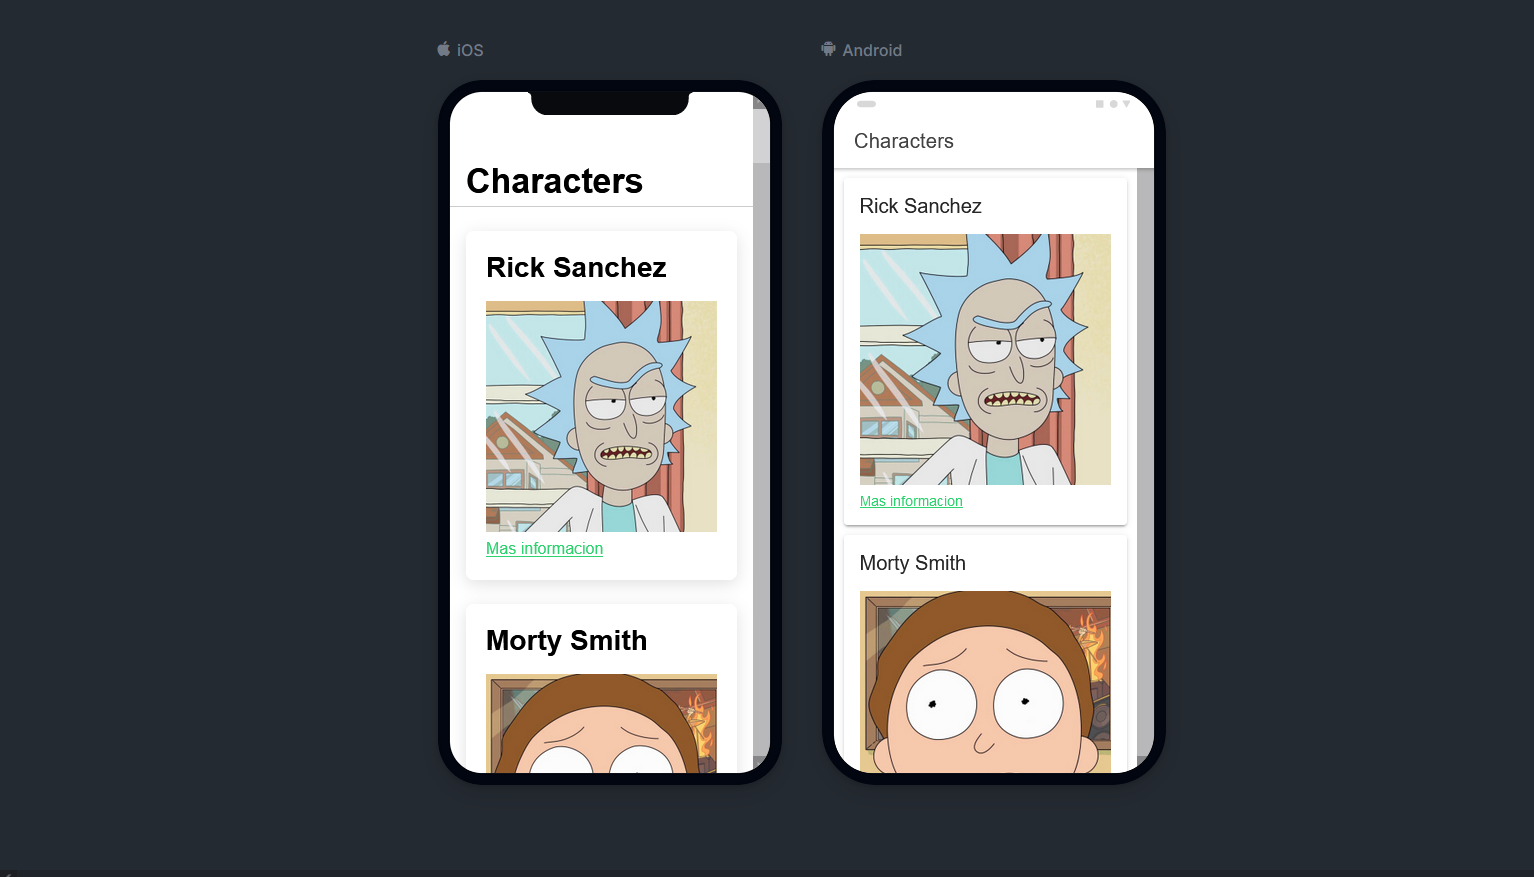 iOS
Characters
Rick Sanchez
Mas informacion
Morty Smith
Android
Characters
Rick Sanchez
Mas informacion
Morty Smith